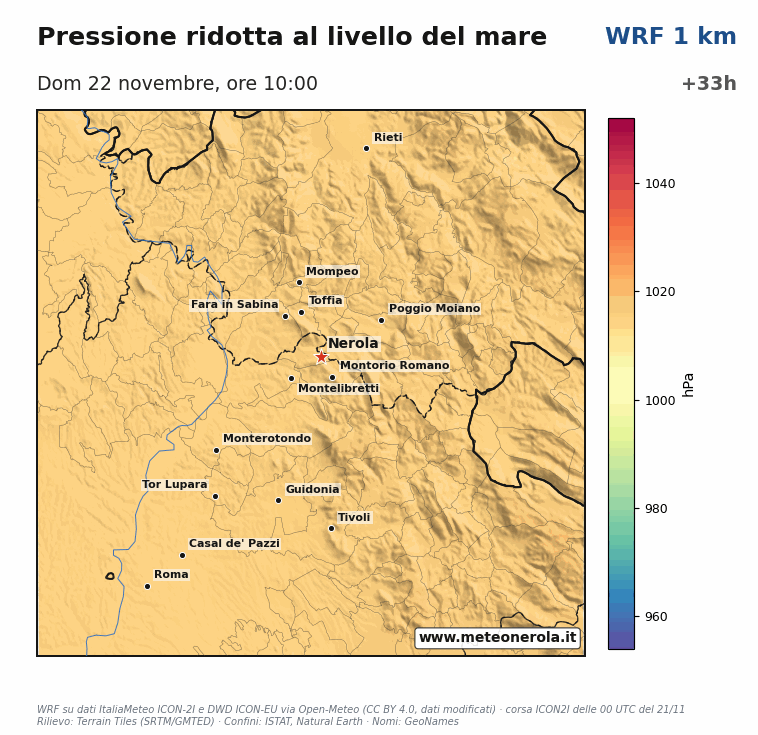 Pressione ridotta al livello del mare
WRF 1 km
Dom 22 novembre, ore 10:00
+33h
Rieti
Mompeo
Toffia
Fara in Sabina
Poggio Moiano
Nerola
Montorio Romano
Montelibretti
Monterotondo
Tor Lupara
Guidonia
Tivoli
Casal de' Pazzi
Roma
www.meteonerola.it
1040
1020
1000
980
960
hPa
WRF su dati ItaliaMeteo ICON-2I e DWD ICON-EU via Open-Meteo (CC BY 4.0, dati modificati) · corsa ICON2I delle 00 UTC del 21/11
Rilievo: Terrain Tiles (SRTM/GMTED) · Confini: ISTAT, Natural Earth · Nomi: GeoNames